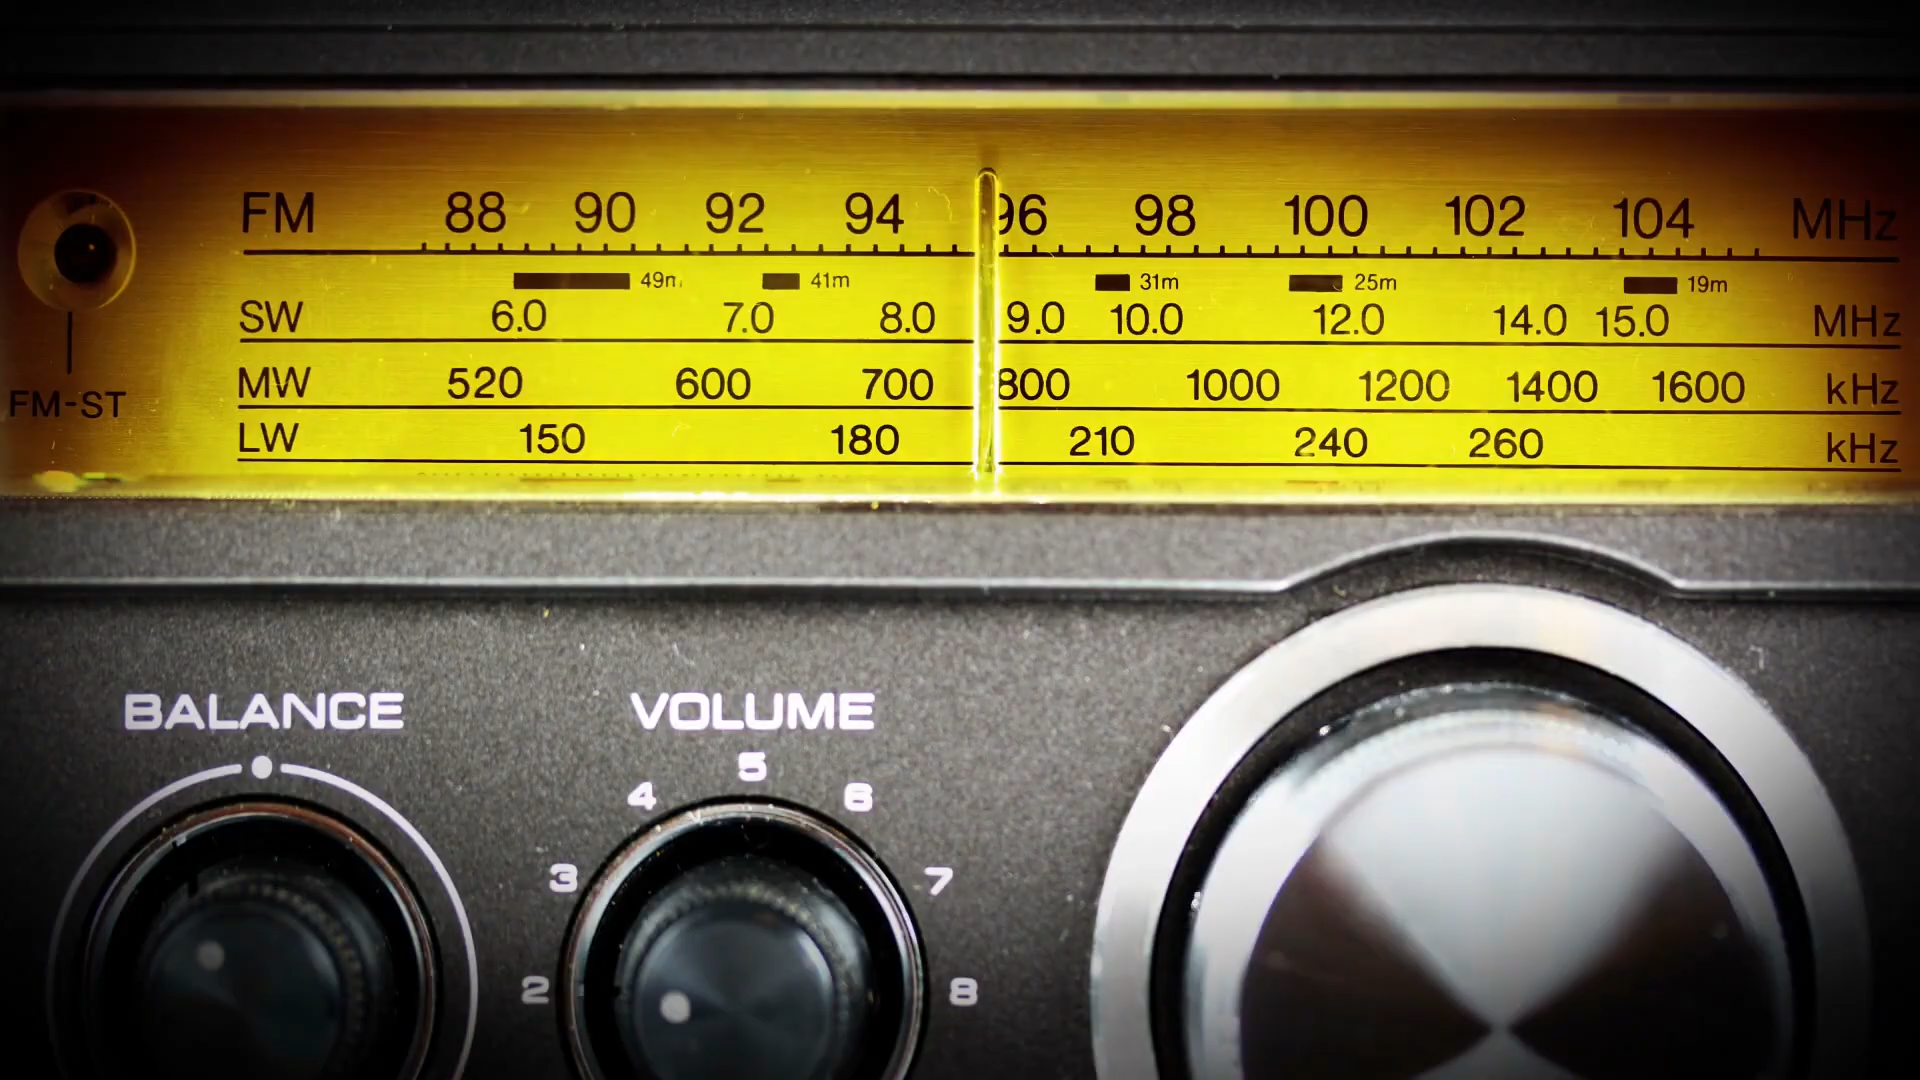 FM 88 90 92 94 96 98 100 102 104 MHz
49m 41m 31m 25m 19m
SW 6.0 7.0 8.0 9.0 10.0 12.0 14.0 15.0 MHz
MW 520 600 700 800 1000 1200 1400 1600 kHz
FM-ST
LW 150 180 210 240 260 kHz
BALANCE VOLUME
5
4 6
3 7
2 8